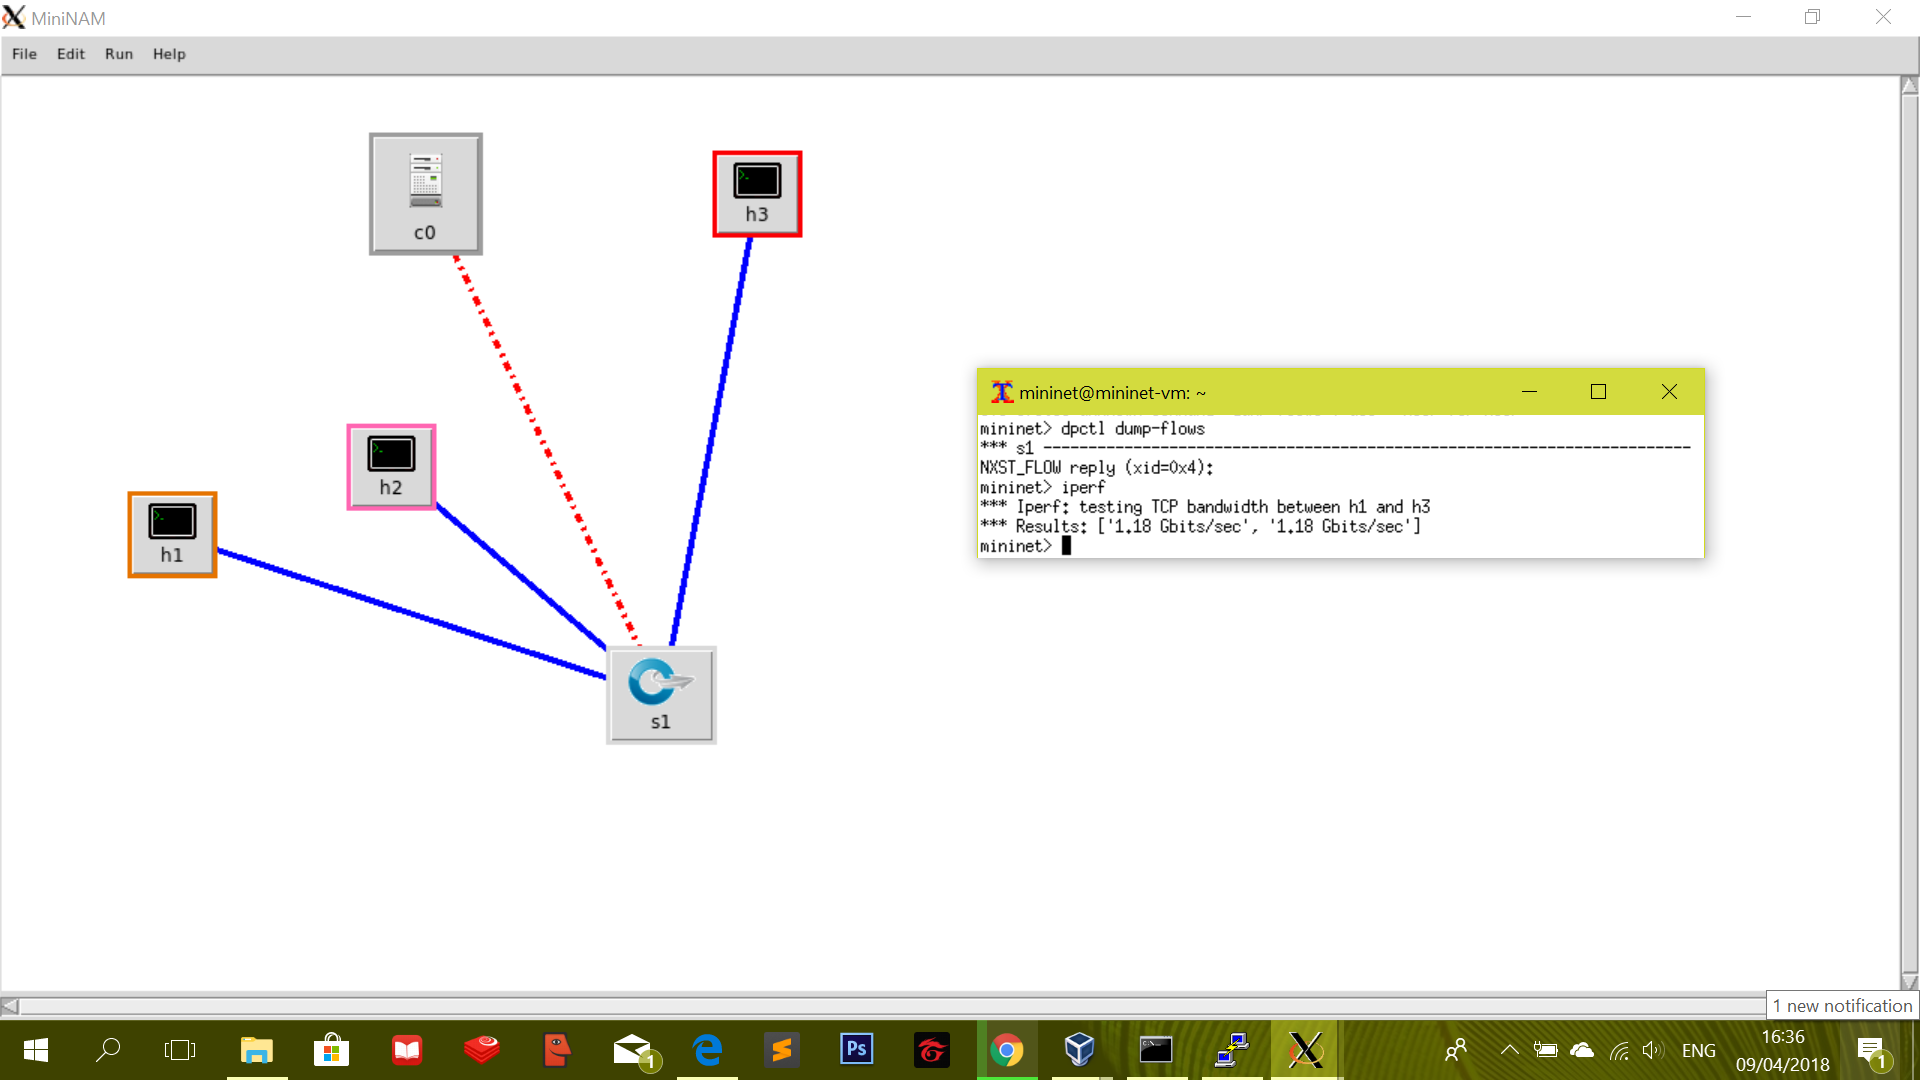 MiniNAM
File Edit Run Help
c0
h3
h2
h1
s1
mininet@mininet-vm: ~
mininet> dpctl dump-flows
*** s1 ------------------------------------------------------------------------
NXST_FLOW reply (xid=0x4):
mininet> iperf
*** Iperf: testing TCP bandwidth between h1 and h3
*** Results: ['1.18 Gbits/sec', '1.18 Gbits/sec']
mininet>
1 new notification
1
Ps
C:\.
ENG
16:36
09/04/2018
1